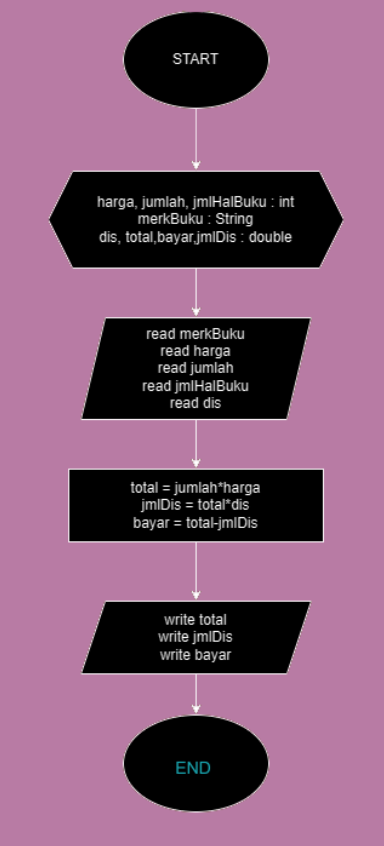 START
harga, jumlah, jmlHalBuku : int
merkBuku : String
dis, total,bayar,jmlDis : double
read merkBuku
read harga
read jumlah
read jmlHalBuku
read dis
total = jumlah*harga
jmlDis = total*dis
bayar = total-jmlDis
write total
write jmlDis
write bayar
END